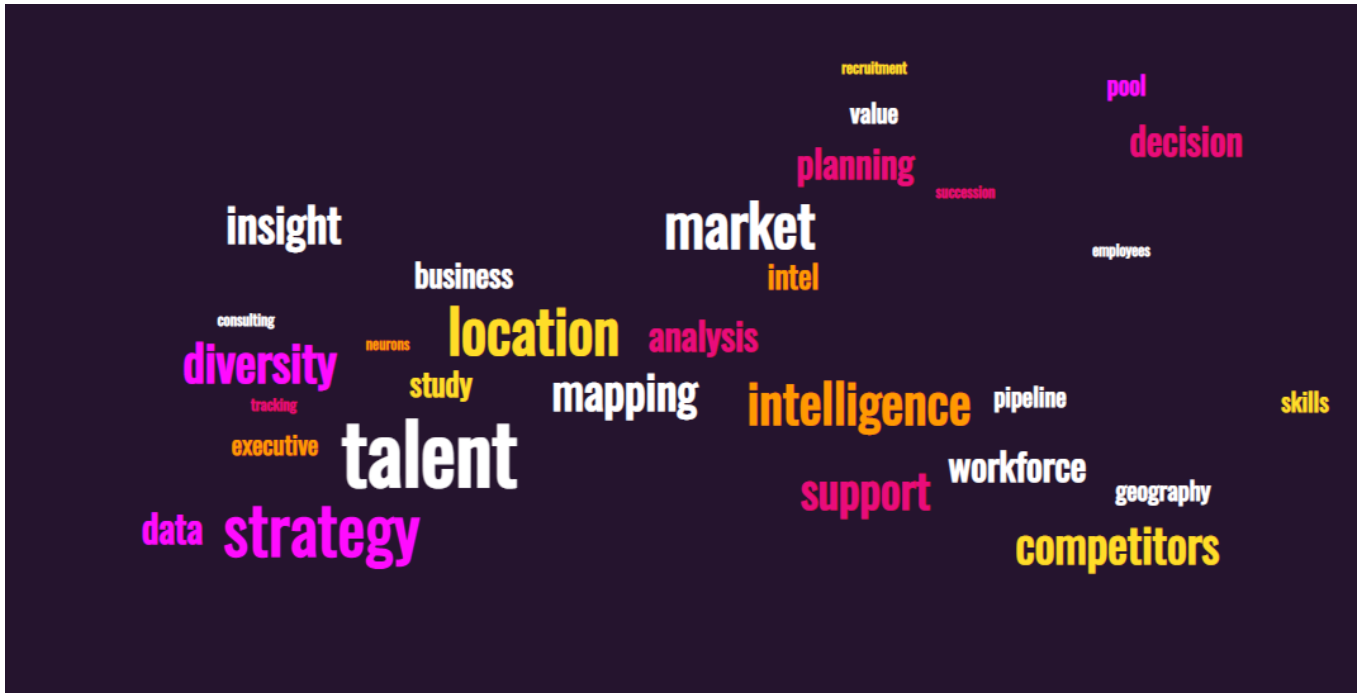 recruitment
pool
value
decision
planning
succession
insight
market
employees
business
intel
consulting
location
analysis
neurons
diversity
study
mapping
intelligence
pipeline
skills
tracking
executive
talent
support
workforce
geography
data
strategy
competitors